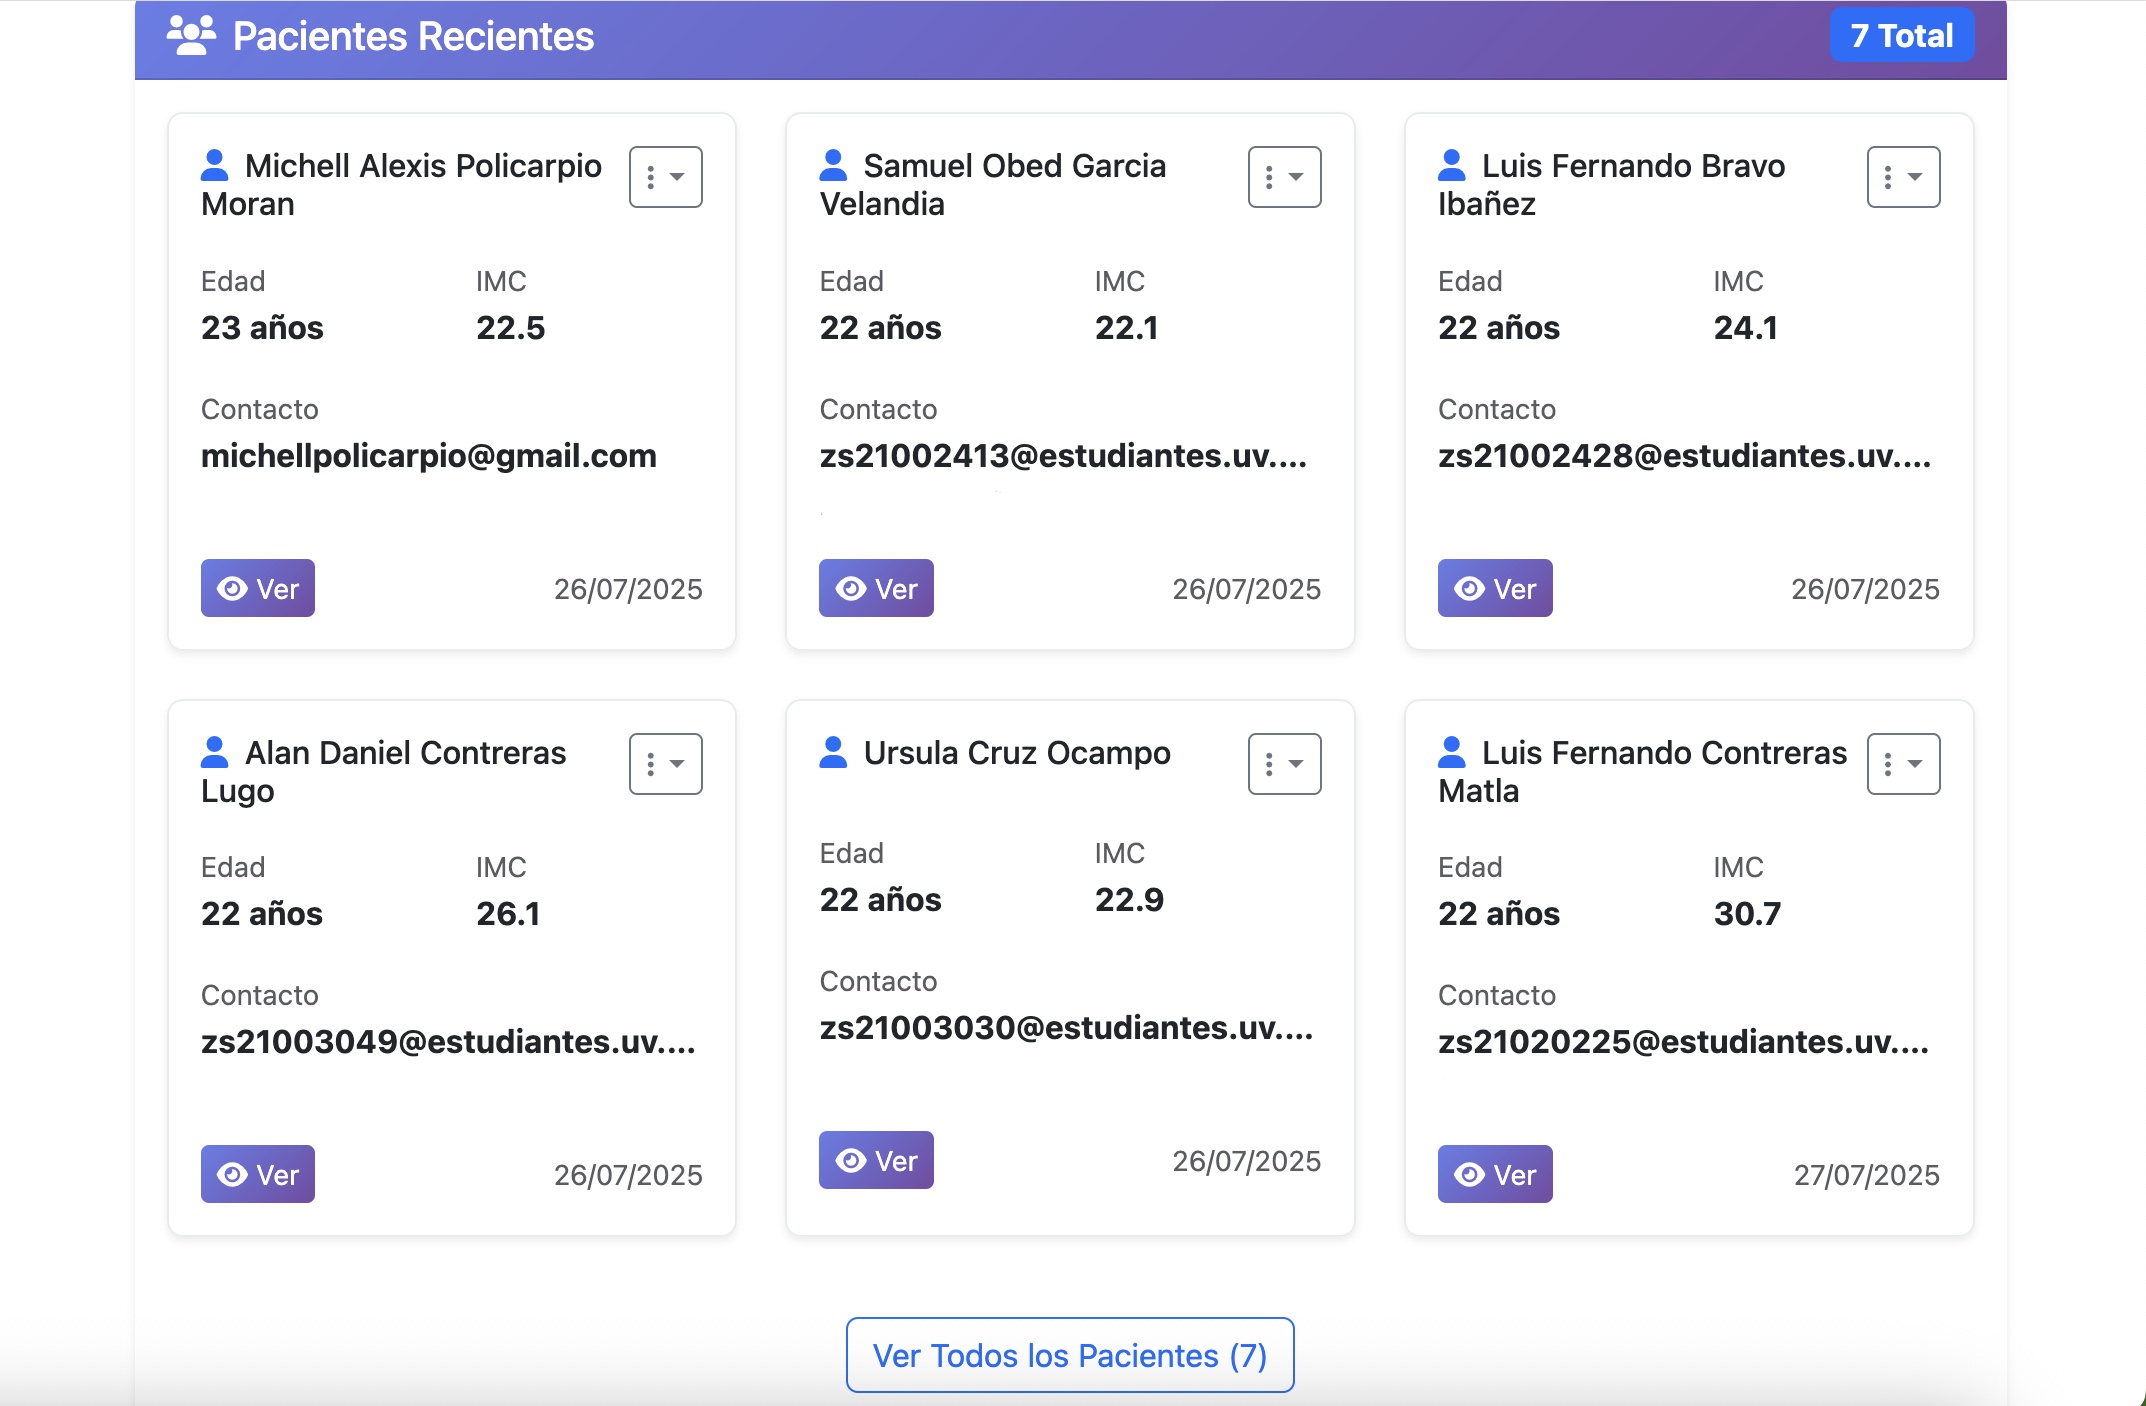 Pacientes Recientes
7 Total
Michell Alexis Policarpio
Moran
Edad
IMC
23 años
22.5
Contacto
michellpolicarpio@gmail.com
Ver
26/07/2025
Samuel Obed Garcia
Velandia
Edad
IMC
22 años
22.1
Contacto
zs21002413@estudiantes.uv....
Ver
26/07/2025
Luis Fernando Bravo
Ibañez
Edad
IMC
22 años
24.1
Contacto
zs21002428@estudiantes.uv....
Ver
26/07/2025
Alan Daniel Contreras
Lugo
Edad
IMC
22 años
26.1
Contacto
zs21003049@estudiantes.uv....
Ver
26/07/2025
Ursula Cruz Ocampo
Edad
IMC
22 años
22.9
Contacto
zs21003030@estudiantes.uv....
Ver
26/07/2025
Luis Fernando Contreras
Matla
Edad
IMC
22 años
30.7
Contacto
zs21020225@estudiantes.uv....
Ver
27/07/2025
Ver Todos los Pacientes (7)